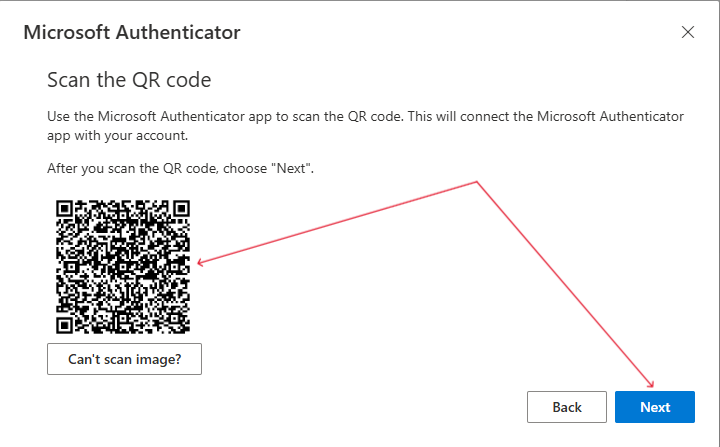 Microsoft Authenticator
Scan the QR code
Use the Microsoft Authenticator app to scan the QR code. This will connect the Microsoft Authenticator
app with your account.
After you scan the QR code, choose "Next".
Can't scan image?
Back
Next